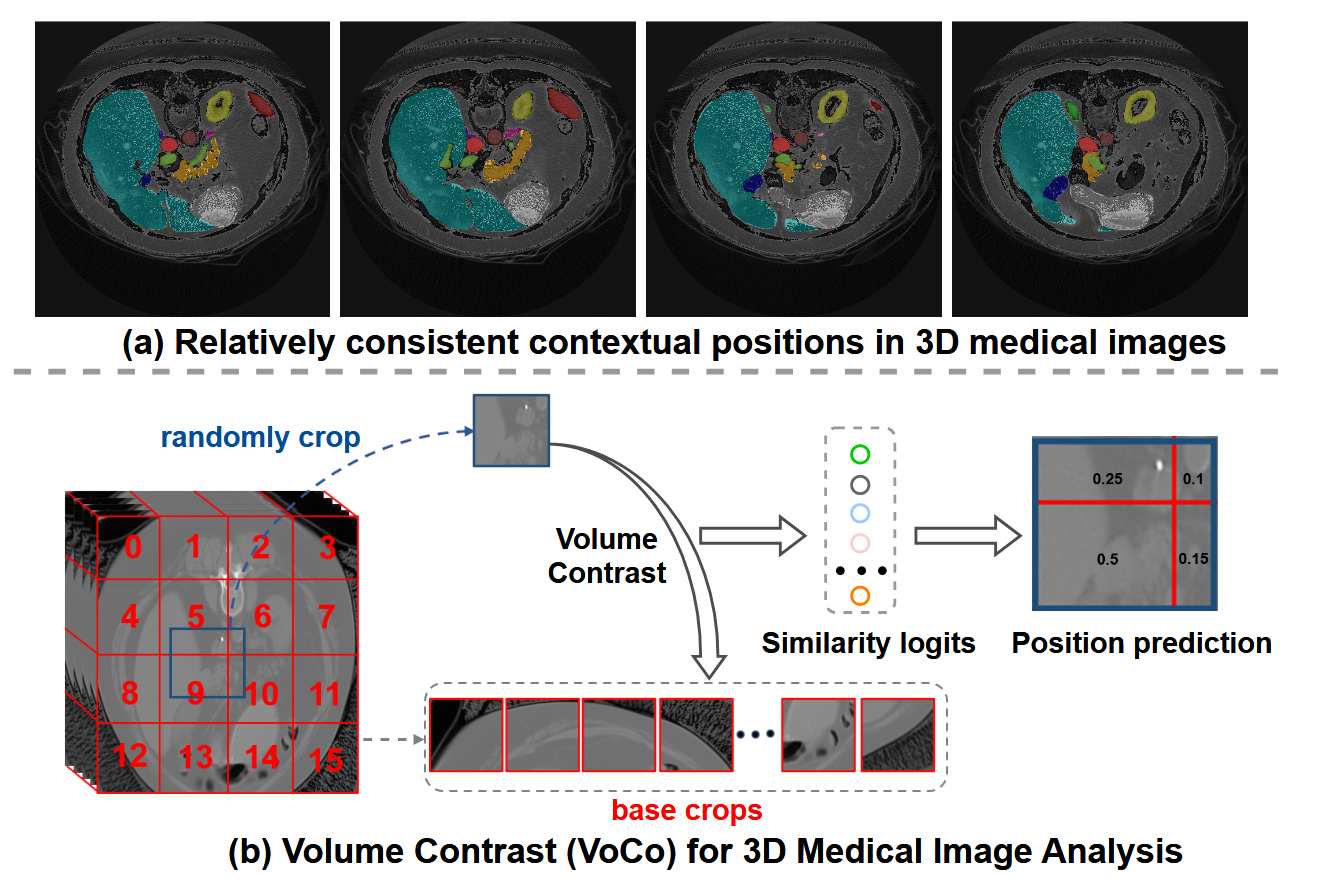 (a) Relatively consistent contextual positions in 3D medical images
randomly crop
0 1 2 3
4 5 6 7
8 9 10 11
12 13 14 15
Volume
Contrast
Similarity logits
0.25 0.1
0.5 0.15
Position prediction
base crops
(b) Volume Contrast (VoCo) for 3D Medical Image Analysis